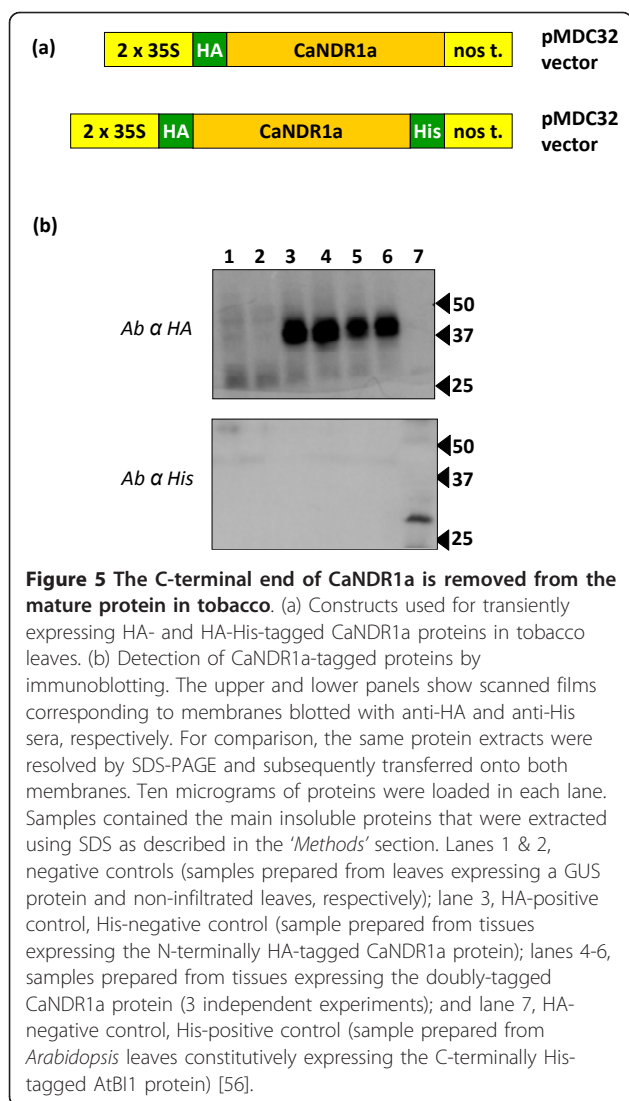 (a)
2 x 35S HA CaNDR1a nos t. pMDC32 vector
2 x 35S HA CaNDR1a His nos t. pMDC32 vector
(b)
1 2 3 4 5 6 7
Ab α HA
50
37
25
Ab α His
50
37
25
Figure 5 The C-terminal end of CaNDR1a is removed from the
mature protein in tobacco. (a) Constructs used for transiently
expressing HA- and HA-His-tagged CaNDR1a proteins in tobacco
leaves. (b) Detection of CaNDR1a-tagged proteins by
immunoblotting. The upper and lower panels show scanned films
corresponding to membranes blotted with anti-HA and anti-His
sera, respectively. For comparison, the same protein extracts were
resolved by SDS-PAGE and subsequently transferred onto both
membranes. Ten micrograms of proteins were loaded in each lane.
Samples contained the main insoluble proteins that were extracted
using SDS as described in the 'Methods' section. Lanes 1 & 2,
negative controls (samples prepared from leaves expressing a GUS
protein and non-infiltrated leaves, respectively); lane 3, HA-positive
control, His-negative control (sample prepared from tissues
expressing the N-terminally HA-tagged CaNDR1a protein); lanes 4-6,
samples prepared from tissues expressing the doubly-tagged
CaNDR1a protein (3 independent experiments); and lane 7, HA-
negative control, His-positive control (sample prepared from
Arabidopsis leaves constitutively expressing the C-terminally His-
tagged AtBI1 protein) [56].